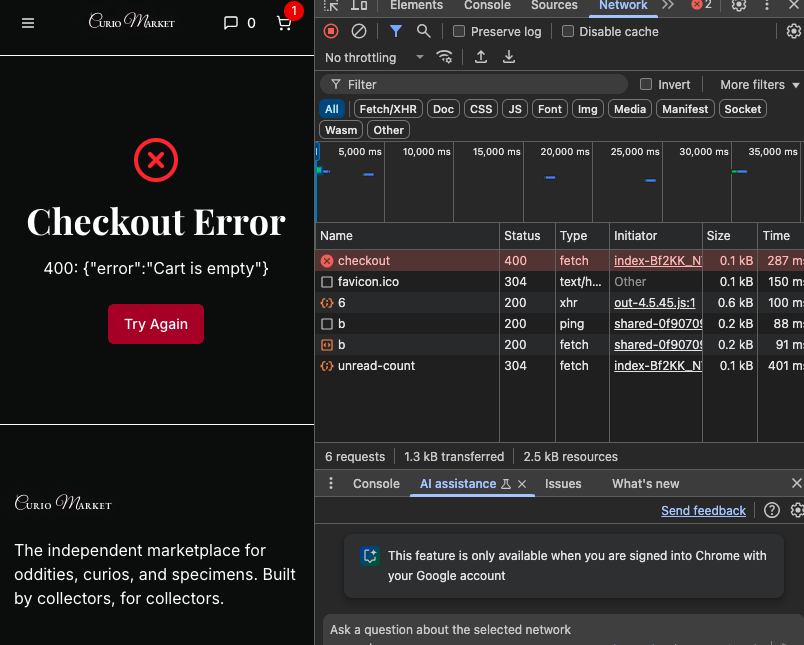 Curio Market
0
1
Checkout Error
400: {"error":"Cart is empty"}
Try Again
Curio Market
The independent marketplace for
oddities, curios, and specimens. Built
by collectors, for collectors.
Elements Console Sources Network 2
Preserve log Disable cache
No throttling
Filter Invert More filters
All Fetch/XHR Doc CSS JS Font Img Media Manifest Socket
Wasm Other
5,000 ms 10,000 ms 15,000 ms 20,000 ms 25,000 ms 30,000 ms 35,000 ms
Name Status Type Initiator Size Time
checkout 400 fetch index-Bf2KK_N 0.1 kB 287 ms
favicon.ico 304 text/h... Other 0.1 kB 150 ms
6 200 xhr out-4.5.45.js:1 0.6 kB 100 ms
b 200 ping shared-0f9070 0.2 kB 88 ms
b 200 fetch shared-0f9070 0.2 kB 91 ms
unread-count 304 fetch index-Bf2KK_N 0.1 kB 401 ms
6 requests 1.3 kB transferred 2.5 kB resources
Console AI assistance Issues What's new
Send feedback
This feature is only available when you are signed into Chrome with
your Google account
Ask a question about the selected network